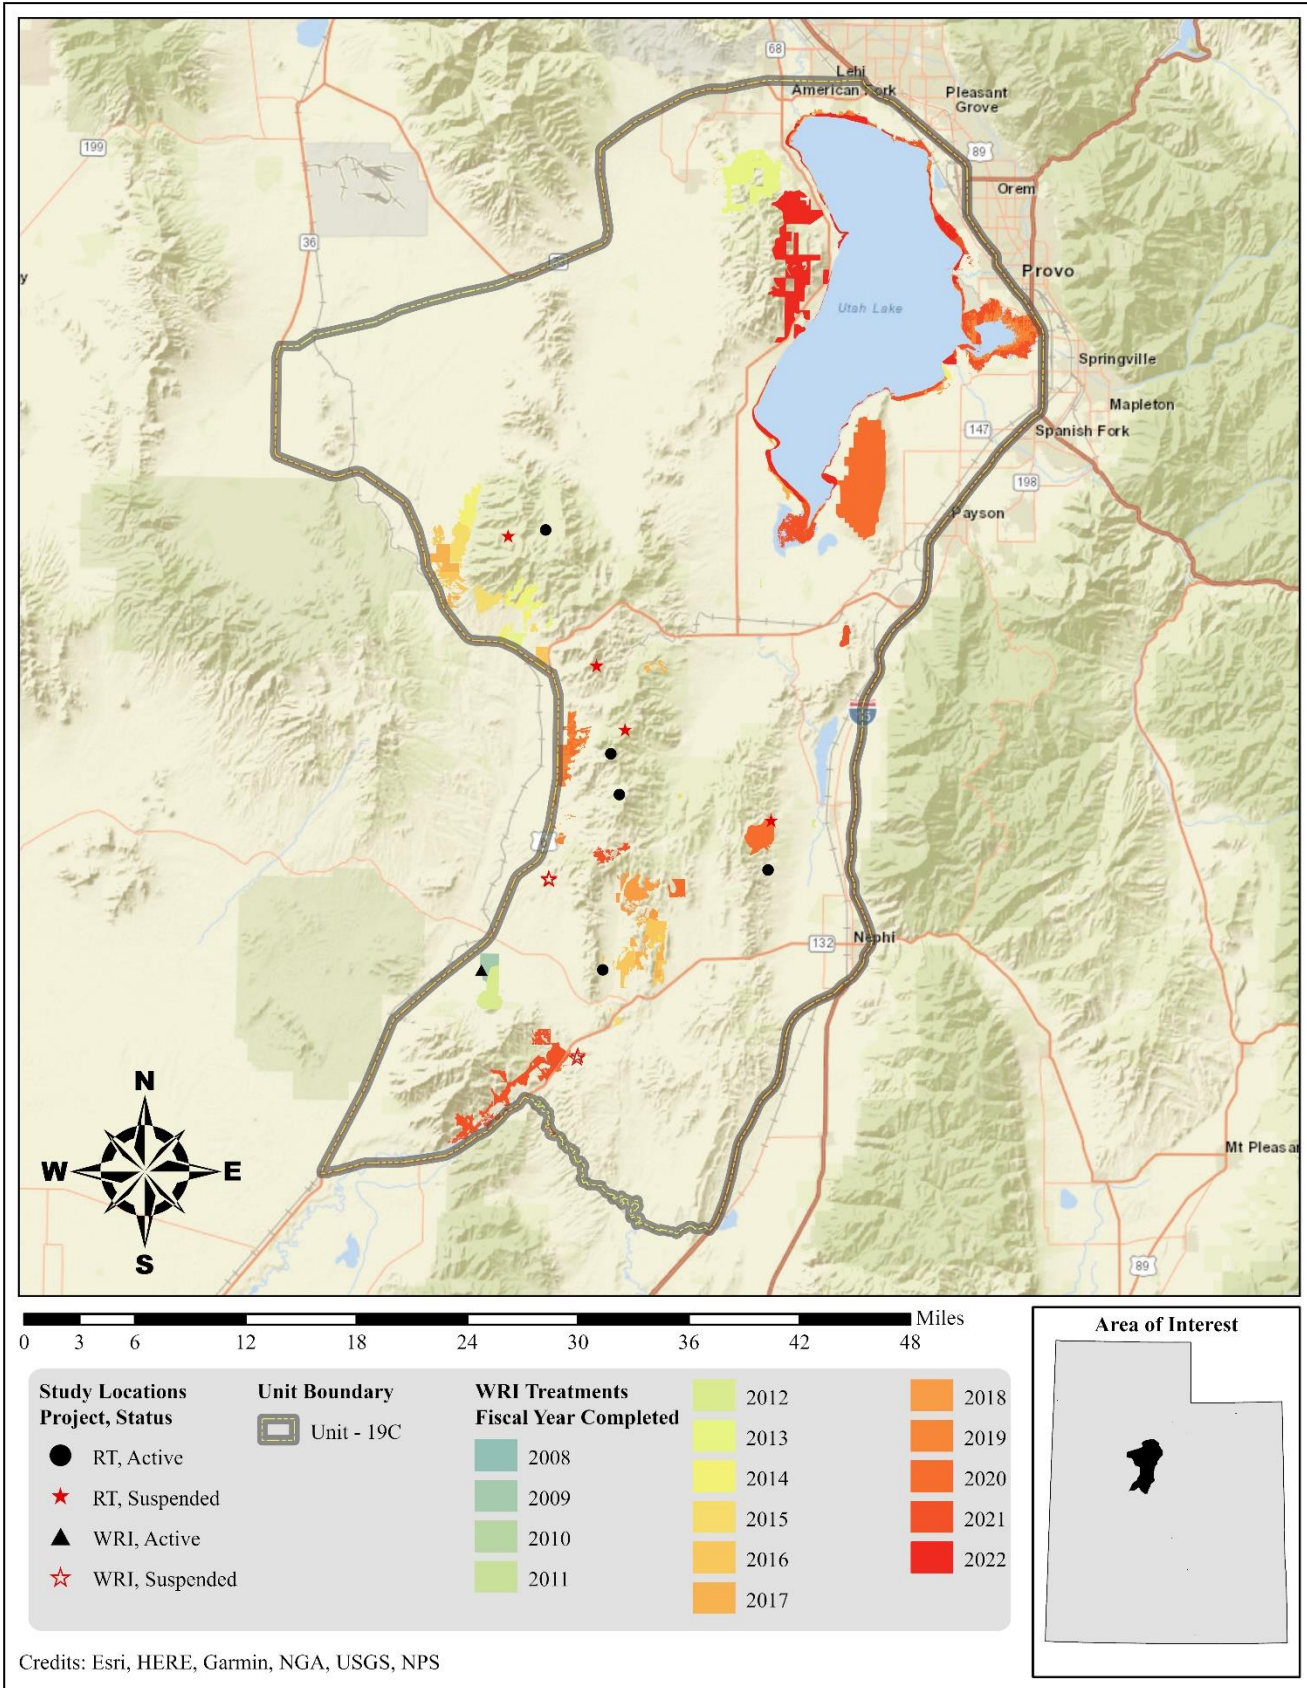 68
Lehi
American Fork
Pleasant
Grove
199
89
Orem
36
Provo
Utah Lake
Springville
Mapleton
147
Spanish Fork
198
Payson
132
Nephi
Mt Pleasan
89
N
W
E
S
0 3 6 12 18 24 30 36 42 48 Miles
Study Locations
Project, Status
RT, Active
RT, Suspended
WRI, Active
WRI, Suspended
Unit Boundary
Unit - 19C
WRI Treatments
Fiscal Year Completed
2008
2009
2010
2011
2012
2013
2014
2015
2016
2017
2018
2019
2020
2021
2022
Area of Interest
Credits: Esri, HERE, Garmin, NGA, USGS, NPS